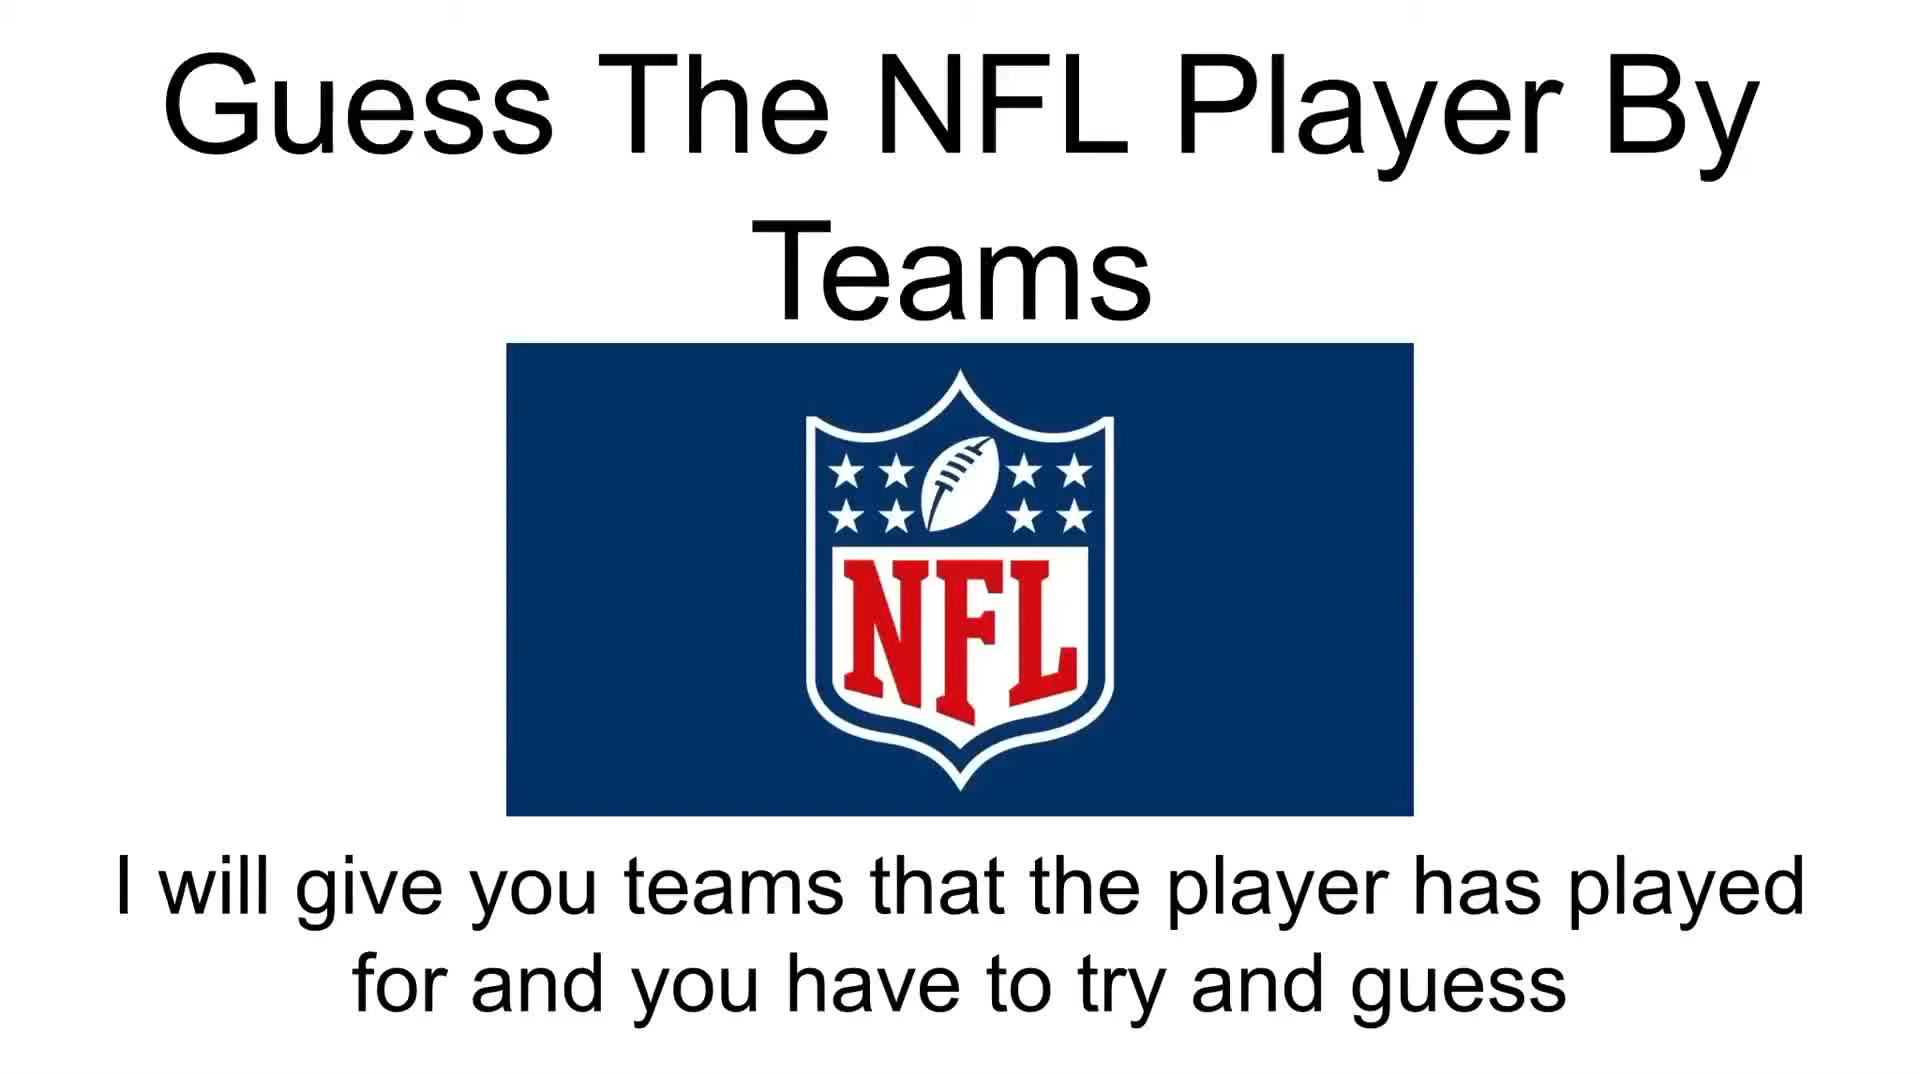 Guess The NFL Player By
Teams
NFL
I will give you teams that the player has played
for and you have to try and guess